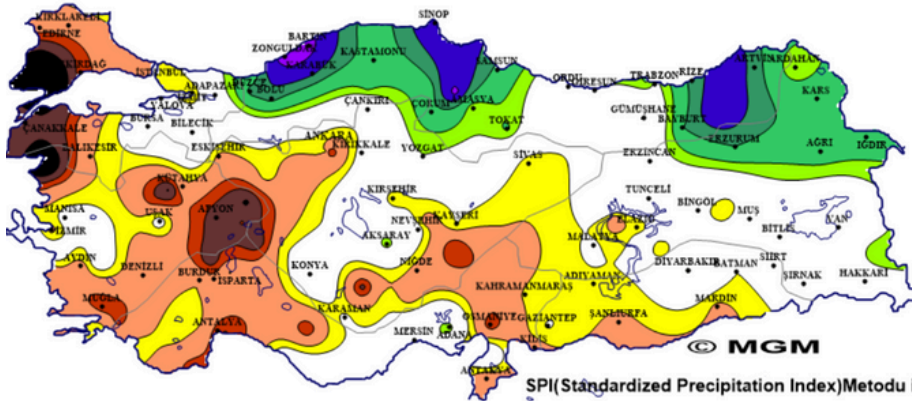 SİNOP
KIRKLARELİ
EDİRNE
BARTIN
ZONGULDAK
KASTAMONU
KARABÜK
SAMSUN
ARTVİN
ARDAHAN
TEKİRDAĞ
İSTANBUL
ADAPAZARI
DÜZCE
BOLU
ORDU
GİRESUN
TRABZON
RİZE
KARS
YALOVA
ÇANKIRI
ÇORUM
AMASYA
TOKAT
GÜMÜŞHANE
BAYBURT
ÇANAKKALE
BURSA
BİLECİK
ANKARA
ERZURUM
AĞRI
IĞDIR
BALIKESİR
ESKİŞEHİR
KIRIKKALE
YOZGAT
SİVAS
ERZİNCAN
KÜTAHYA
KIRŞEHİR
TUNCELİ
MANİSA
UŞAK
AFYON
NEVŞEHİR
KAYSERİ
ELAZIĞ
BİNGÖL
MUŞ
VAN
İZMİR
AKSARAY
MALATYA
BİTLİS
AYDIN
DENİZLİ
BURDUR
ISPARTA
KONYA
NİĞDE
KAHRAMANMARAŞ
ADIYAMAN
DİYARBAKIR
BATMAN
SİİRT
ŞIRNAK
HAKKARİ
MUĞLA
ANTALYA
KARAMAN
MERSİN
ADANA
OSMANİYE
GAZİANTEP
ŞANLIURFA
MARDİN
KİLİS
ANTAKYA
© MGM
SPI(Standardized Precipitation Index)Metodu i